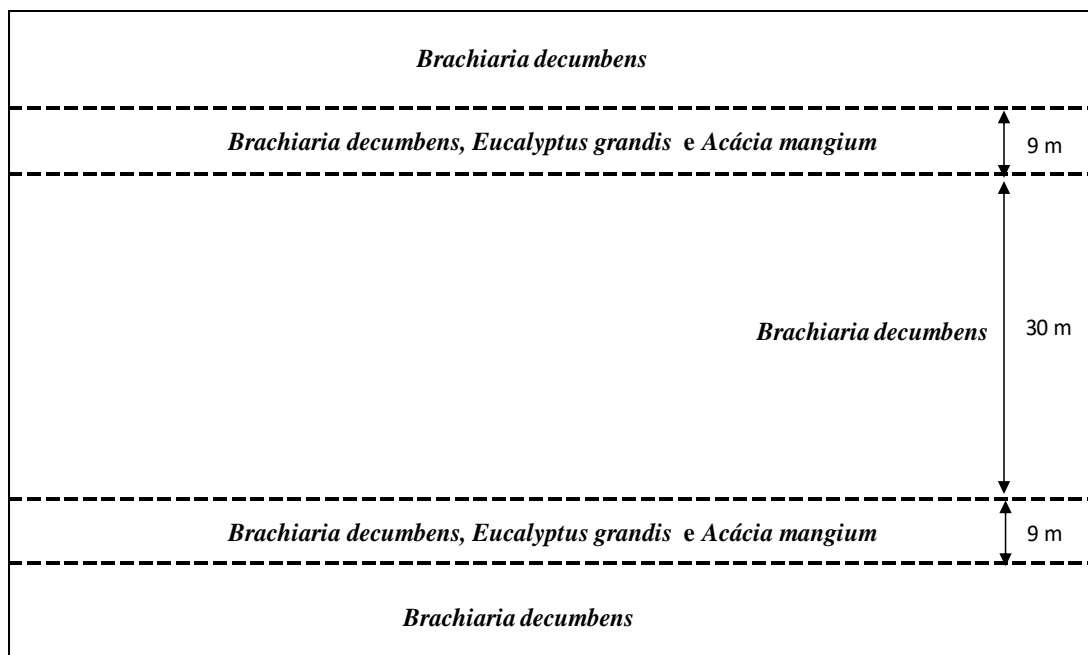 Brachiaria decumbens
Brachiaria decumbens, Eucalyptus grandis e Acácia mangium
9 m
Brachiaria decumbens
30 m
Brachiaria decumbens, Eucalyptus grandis e Acácia mangium
9 m
Brachiaria decumbens